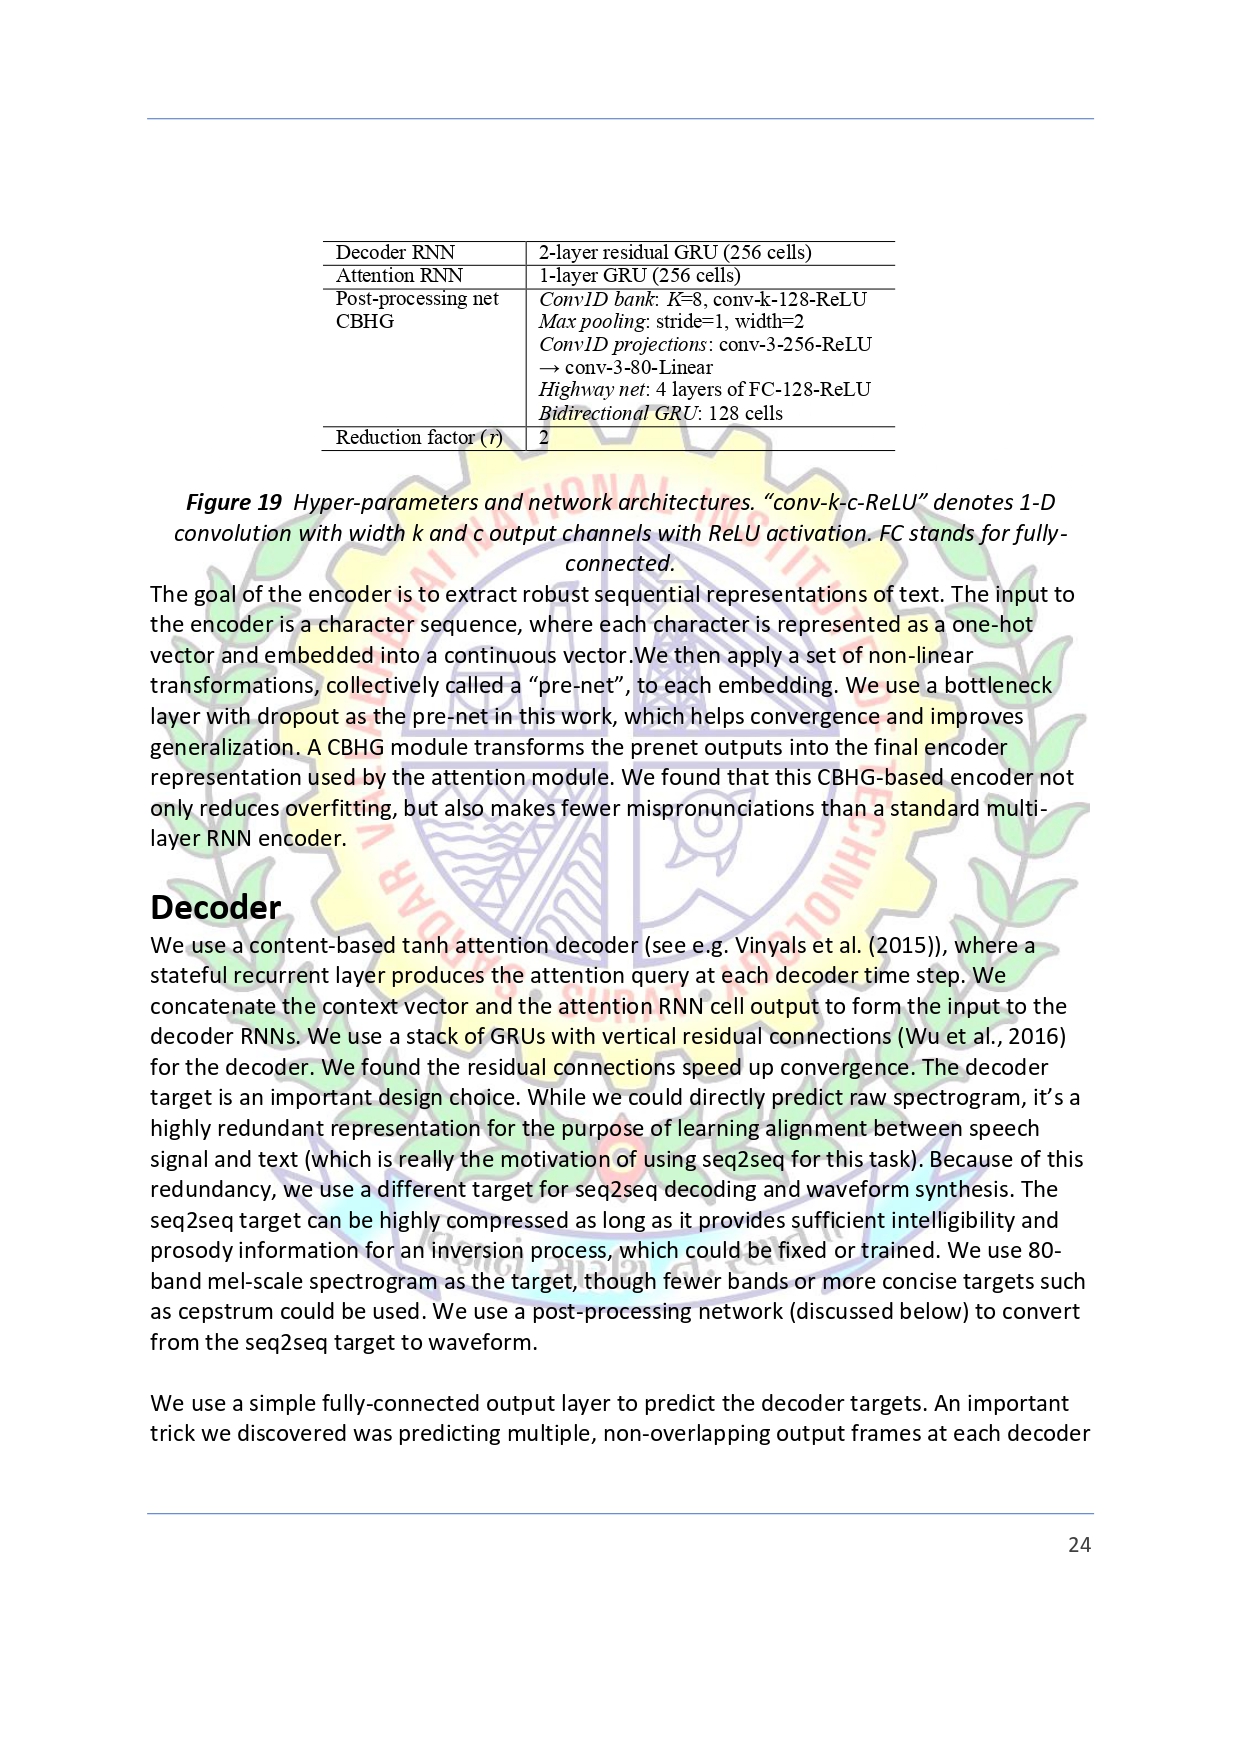 Decoder RNN 2-layer residual GRU (256 cells)
Attention RNN 1-layer GRU (256 cells)
Post-processing net Conv1D bank: K=8, conv-k-128-ReLU
CBHG Max pooling: stride=1, width=2
Conv1D projections: conv-3-256-ReLU
→ conv-3-80-Linear
Highway net: 4 layers of FC-128-ReLU
Bidirectional GRU: 128 cells
Reduction factor (r) 2
Figure 19 Hyper-parameters and network architectures. “conv-k-c-ReLU” denotes 1-D
convolution with width k and c output channels with ReLU activation. FC stands for fully-
connected.
The goal of the encoder is to extract robust sequential representations of text. The input to
the encoder is a character sequence, where each character is represented as a one-hot
vector and embedded into a continuous vector.We then apply a set of non-linear
transformations, collectively called a “pre-net”, to each embedding. We use a bottleneck
layer with dropout as the pre-net in this work, which helps convergence and improves
generalization. A CBHG module transforms the prenet outputs into the final encoder
representation used by the attention module. We found that this CBHG-based encoder not
only reduces overfitting, but also makes fewer mispronunciations than a standard multi-
layer RNN encoder.
Decoder
We use a content-based tanh attention decoder (see e.g. Vinyals et al. (2015)), where a
stateful recurrent layer produces the attention query at each decoder time step. We
concatenate the context vector and the attention RNN cell output to form the input to the
decoder RNNs. We use a stack of GRUs with vertical residual connections (Wu et al., 2016)
for the decoder. We found the residual connections speed up convergence. The decoder
target is an important design choice. While we could directly predict raw spectrogram, it’s a
highly redundant representation for the purpose of learning alignment between speech
signal and text (which is really the motivation of using seq2seq for this task). Because of this
redundancy, we use a different target for seq2seq decoding and waveform synthesis. The
seq2seq target can be highly compressed as long as it provides sufficient intelligibility and
prosody information for an inversion process, which could be fixed or trained. We use 80-
band mel-scale spectrogram as the target, though fewer bands or more concise targets such
as cepstrum could be used. We use a post-processing network (discussed below) to convert
from the seq2seq target to waveform.
We use a simple fully-connected output layer to predict the decoder targets. An important
trick we discovered was predicting multiple, non-overlapping output frames at each decoder
24
SARDAR VALLABHBHAI NATIONAL INSTITUTE OF TECHNOLOGY
• SURAT •